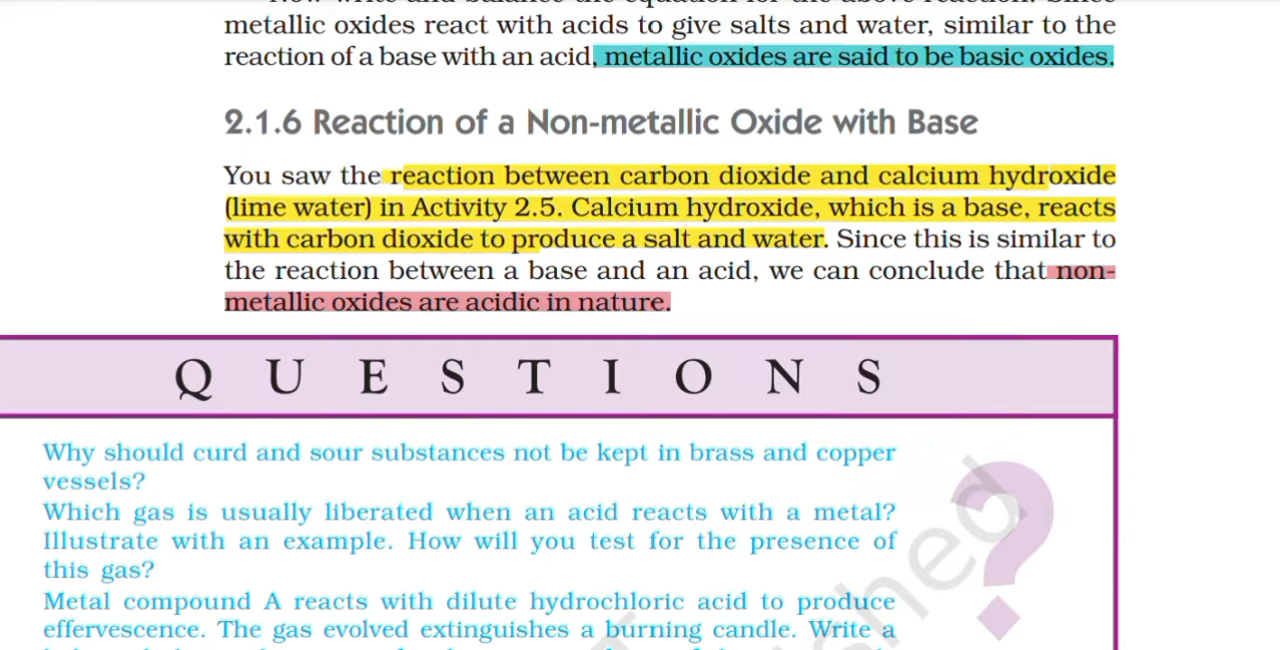 metallic oxides react with acids to give salts and water, similar to the
reaction of a base with an acid, metallic oxides are said to be basic oxides.
2.1.6 Reaction of a Non-metallic Oxide with Base
You saw the reaction between carbon dioxide and calcium hydroxide
(lime water) in Activity 2.5. Calcium hydroxide, which is a base, reacts
with carbon dioxide to produce a salt and water. Since this is similar to
the reaction between a base and an acid, we can conclude that non-
metallic oxides are acidic in nature.
QUESTIONS
Why should curd and sour substances not be kept in brass and copper
vessels?
Which gas is usually liberated when an acid reacts with a metal?
Illustrate with an example. How will you test for the presence of
this gas?
Metal compound A reacts with dilute hydrochloric acid to produce
effervescence. The gas evolved extinguishes a burning candle. Write a
?